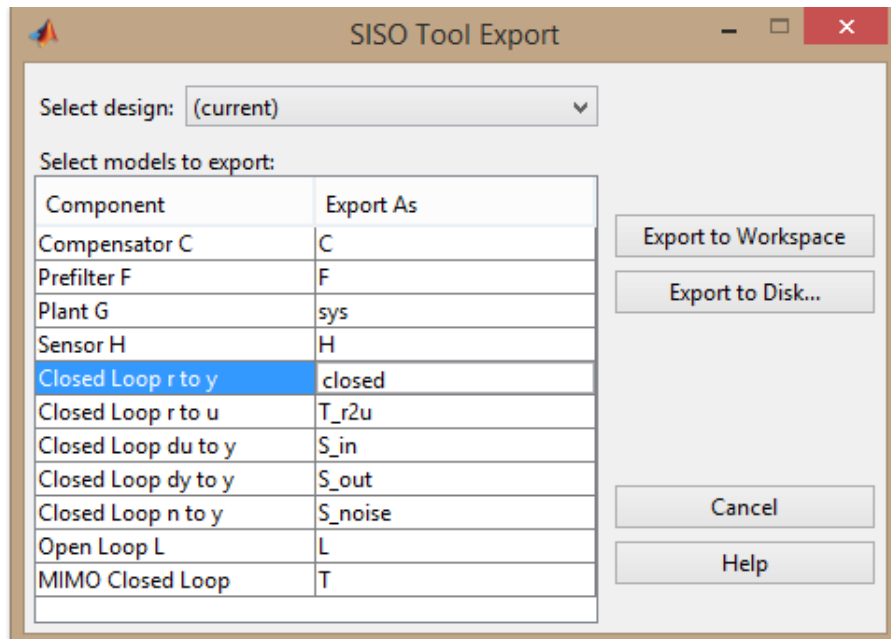 SISO Tool Export
Select design: (current)
Select models to export:
Component Export As
Compensator C C
Prefilter F F
Plant G sys
Sensor H H
Closed Loop r to y closed
Closed Loop r to u T_r2u
Closed Loop du to y S_in
Closed Loop dy to y S_out
Closed Loop n to y S_noise
Open Loop L L
MIMO Closed Loop T
Export to Workspace
Export to Disk...
Cancel
Help